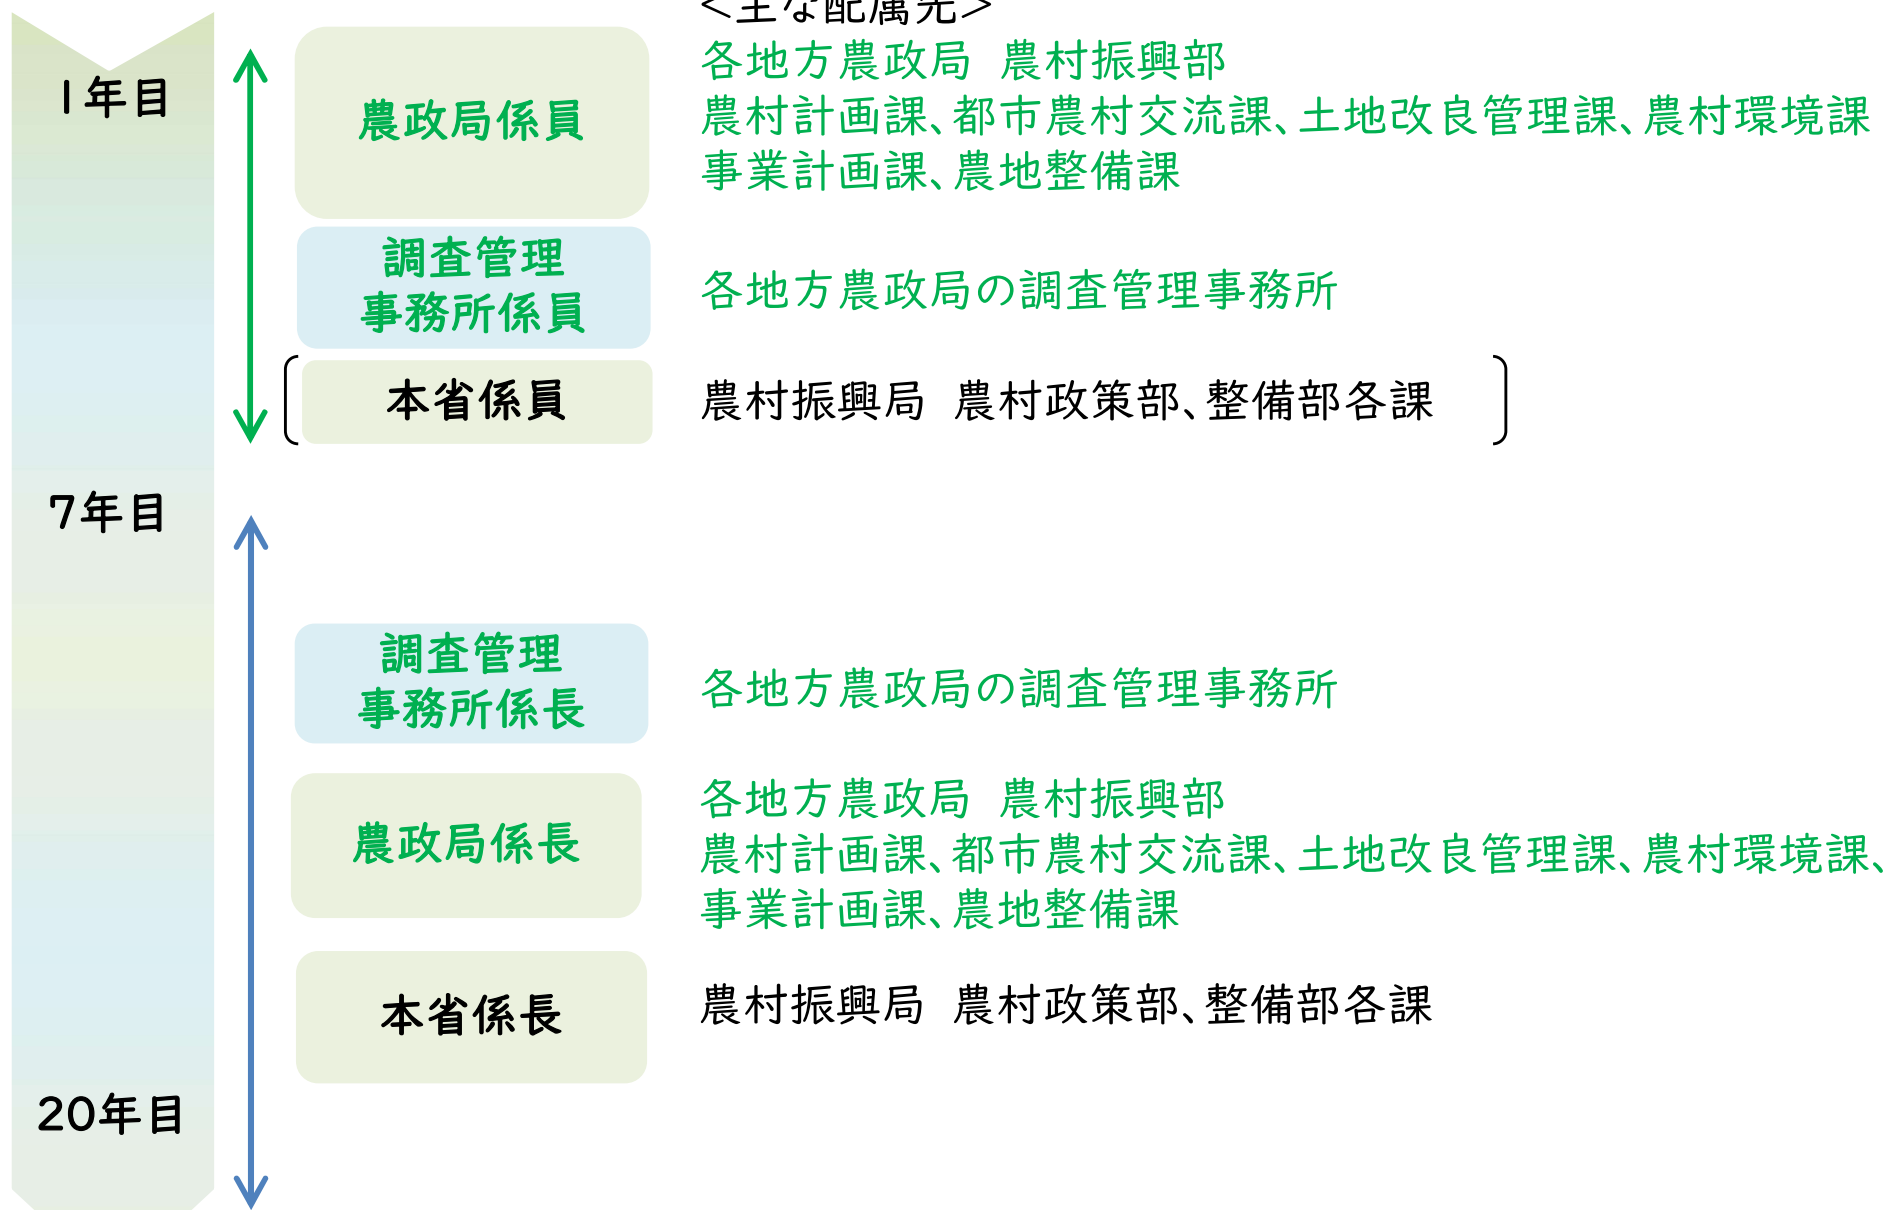 ＜主な配属先＞
1年目
農政局係員
各地方農政局　農村振興部
農村計画課、都市農村交流課、土地改良管理課、農村環境課
事業計画課、農地整備課
調査管理
事務所係員
各地方農政局の調査管理事務所
本省係員
農村振興局　農村政策部、整備部各課
7年目
調査管理
事務所係長
各地方農政局の調査管理事務所
農政局係長
各地方農政局　農村振興部
農村計画課、都市農村交流課、土地改良管理課、農村環境課、
事業計画課、農地整備課
本省係長
農村振興局　農村政策部、整備部各課
20年目